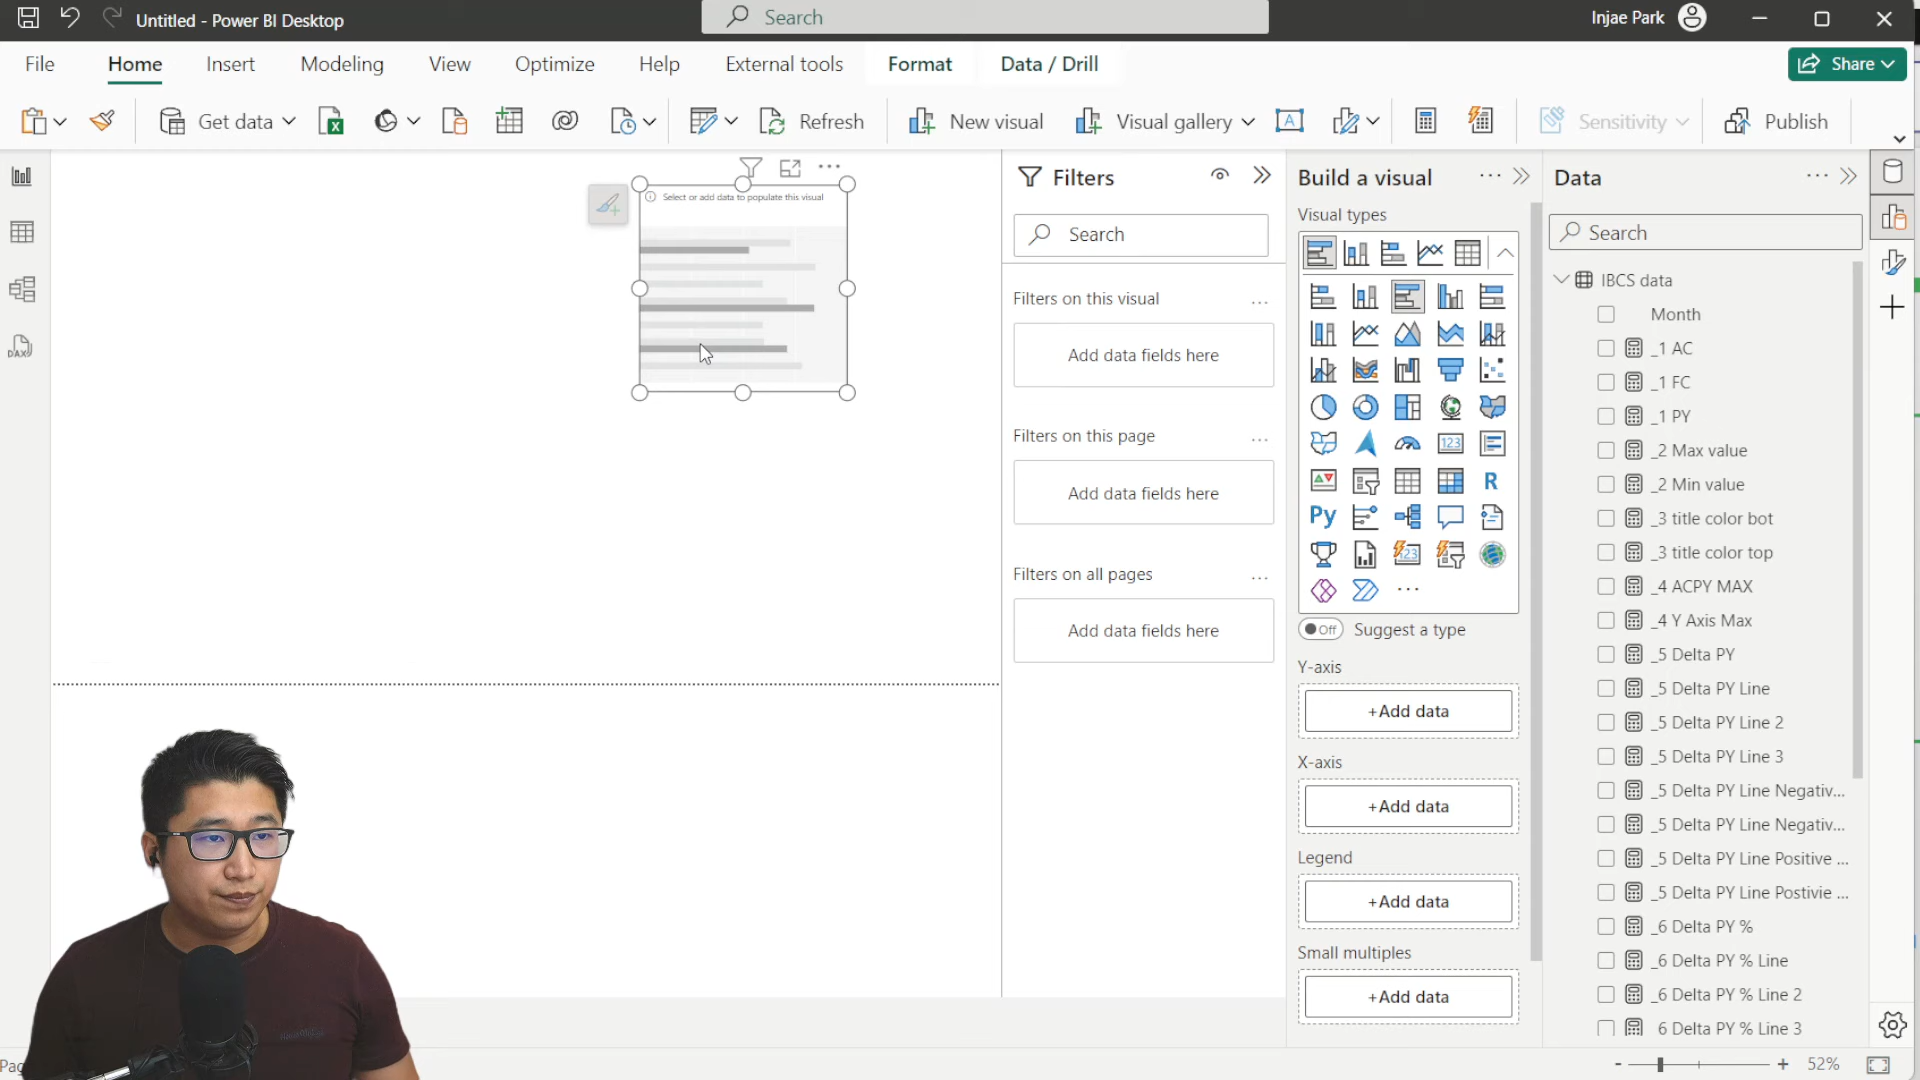 Untitled - Power BI Desktop
Search
Injae Park
File
Home
Insert
Modeling
View
Optimize
Help
External tools
Format
Data / Drill
Share
Get data
Refresh
New visual
Visual gallery
Sensitivity
Publish
DAX
Select or add data to populate this visual
Filters
Search
Filters on this visual
Add data fields here
Filters on this page
Add data fields here
Filters on all pages
Add data fields here
Build a visual
Visual types
123
R
Py
123
Off
Suggest a type
Y-axis
+Add data
X-axis
+Add data
Legend
+Add data
Small multiples
+Add data
Data
Search
IBCS data
Month
_1 AC
_1 FC
_1 PY
_2 Max value
_2 Min value
_3 title color bot
_3 title color top
_4 ACPY MAX
_4 Y Axis Max
_5 Delta PY
_5 Delta PY Line
_5 Delta PY Line 2
_5 Delta PY Line 3
_5 Delta PY Line Negativ...
_5 Delta PY Line Negativ...
_5 Delta PY Line Positive ...
_5 Delta PY Line Postivie ...
_6 Delta PY %
_6 Delta PY % Line
_6 Delta PY % Line 2
6 Delta PY % Line 3
- + 52%